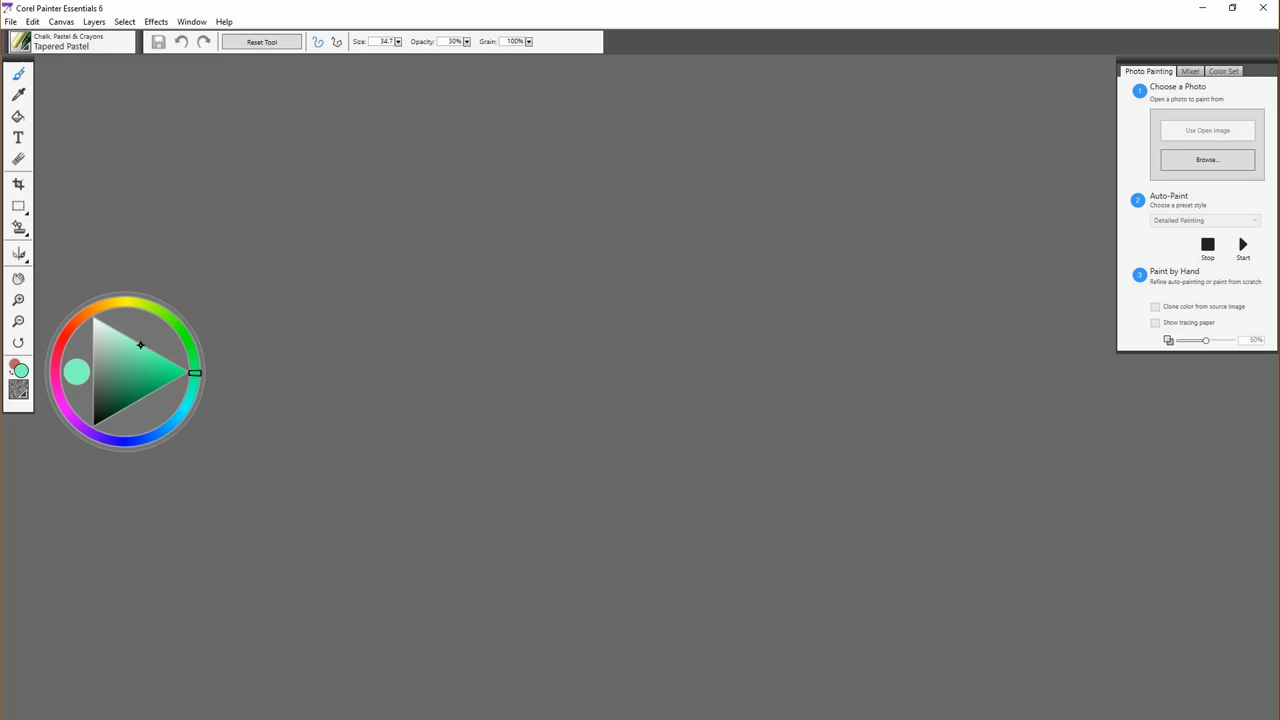 Corel Painter Essentials 6
File Edit Canvas Layers Select Effects Window Help
Chalk, Pastel & Crayons
Tapered Pastel
Reset Tool
Size: 34.7
Opacity: 30%
Grain: 100%
T
Photo Painting Mixer Color Set
1 Choose a Photo
Open a photo to paint from
Use Open Image
Browse...
2 Auto-Paint
Choose a preset style
Detailed Painting
Stop Start
3 Paint by Hand
Refine auto-painting or paint from scratch
Clone color from source image
Show tracing paper
50%